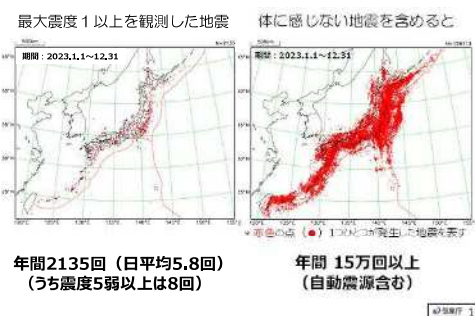 最大震度１以上を観測した地震
体に感じない地震を含めると
期間：2023.1.1～12.31
期間：2023.1.1～12.31
赤色の点（●）１つひとつが発生した地震を表す
年間2135回（日平均5.8回）
（うち震度5弱以上は8回）
年間 15万回以上
（自動震源含む）
気象庁 1